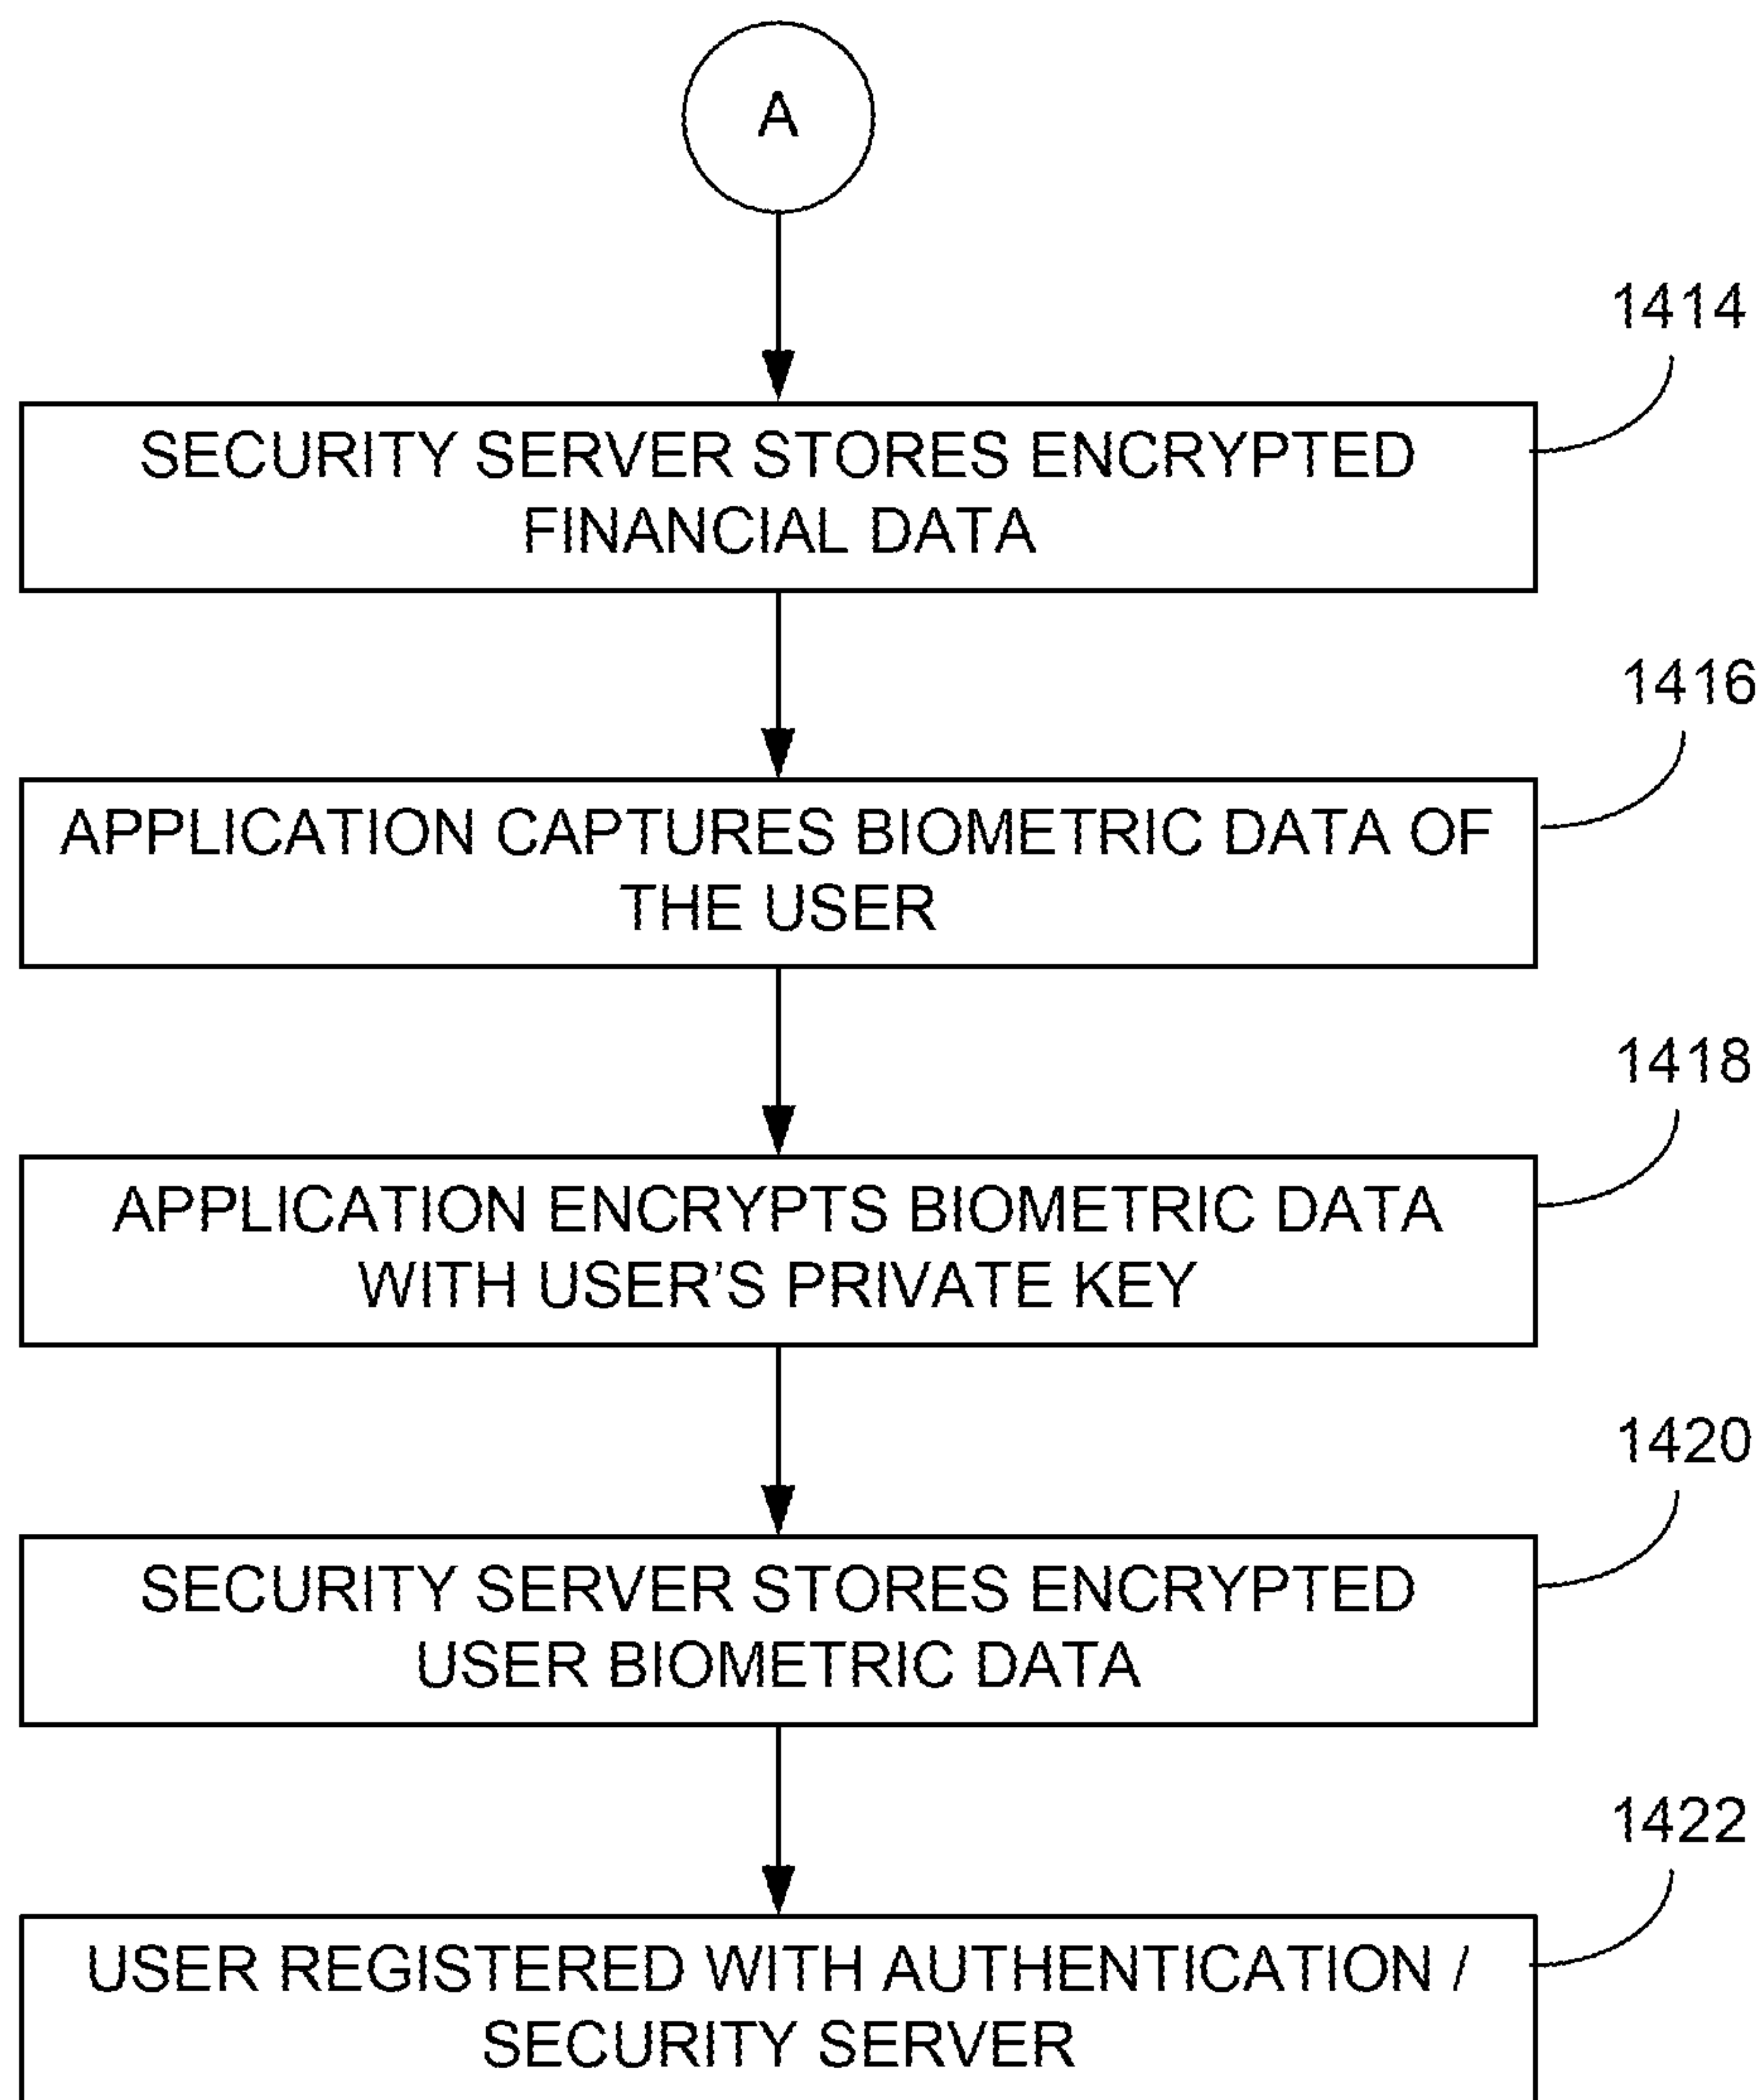 A
1414
SECURITY SERVER STORES ENCRYPTED
FINANCIAL DATA
1416
APPLICATION CAPTURES BIOMETRIC DATA OF
THE USER
1418
APPLICATION ENCRYPTS BIOMETRIC DATA
WITH USER’S PRIVATE KEY
1420
SECURITY SERVER STORES ENCRYPTED
USER BIOMETRIC DATA
1422
USER REGISTERED WITH AUTHENTICATION /
SECURITY SERVER